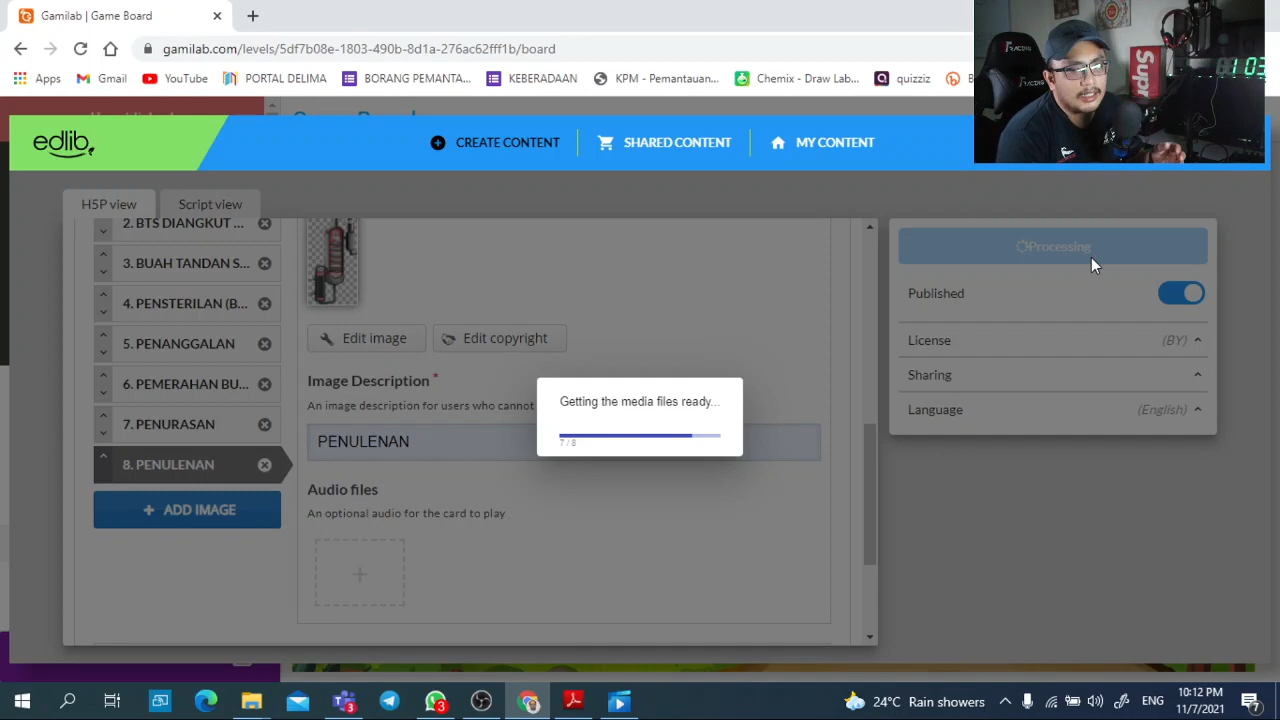 Gamilab | Game Board
gamilab.com/levels/5df7b08e-1803-490b-8d1a-276ac62fff1b/board
Apps
Gmail
YouTube
PORTAL DELIMA
BORANG PEMANTA...
KEBERADAAN
KPM - Pemantauan...
Chemix - Draw Lab...
quizziz
edlib
CREATE CONTENT
SHARED CONTENT
MY CONTENT
H5P view
Script view
2. BTS DIANGKUT ...
3. BUAH TANDAN S...
4. PENSTERILAN (B...
5. PENANGGALAN
6. PEMERAHAN BU...
7. PENURASAN
8. PENULENAN
ADD IMAGE
Edit image
Edit copyright
Image Description *
An image description for users who cannot
PENULENAN
Audio files
An optional audio for the card to play
Getting the media files ready...
7 / 8
Processing
Published
License
(BY)
Sharing
Language
(English)
Supr
1 03
24°C Rain showers
ENG
10:12 PM
11/7/2021